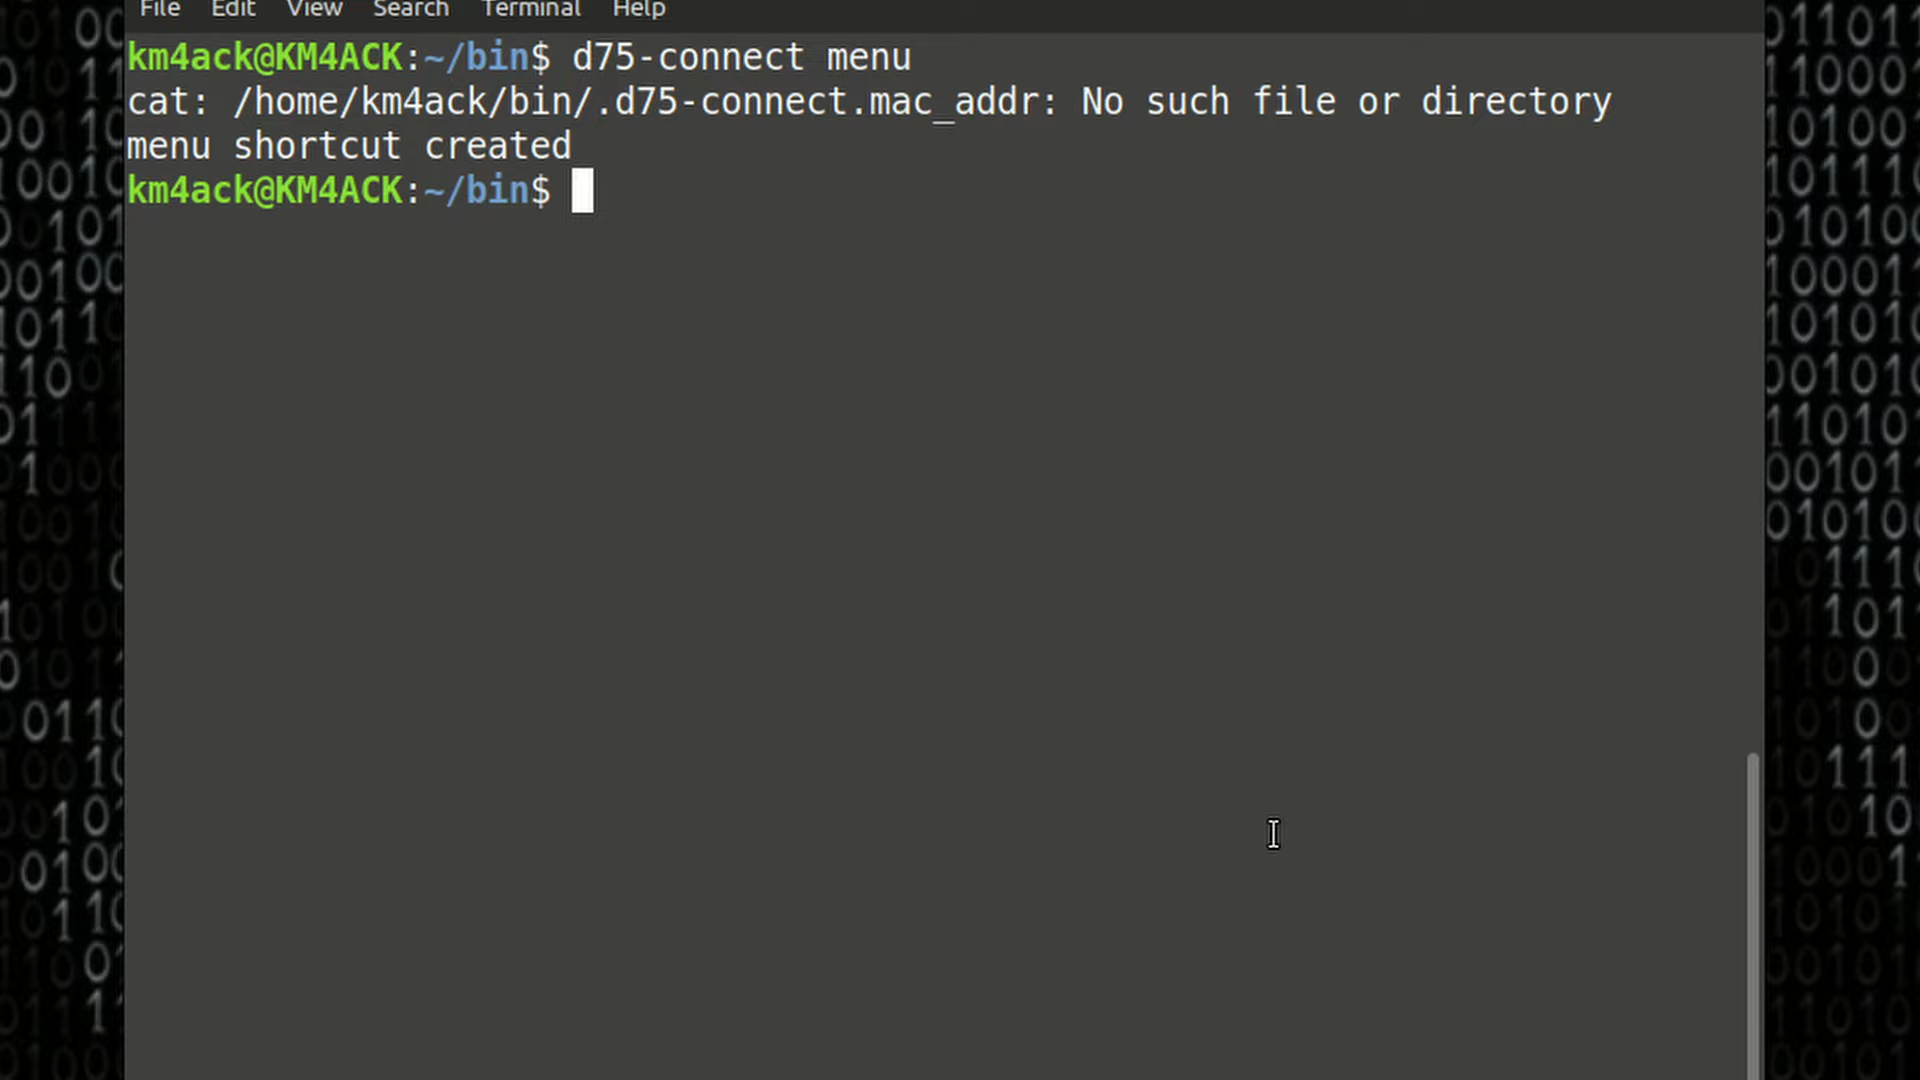 File Edit View Search Terminal Help
km4ack@KM4ACK:~/bin$ d75-connect menu
cat: /home/km4ack/bin/.d75-connect.mac_addr: No such file or directory
menu shortcut created
km4ack@KM4ACK:~/bin$